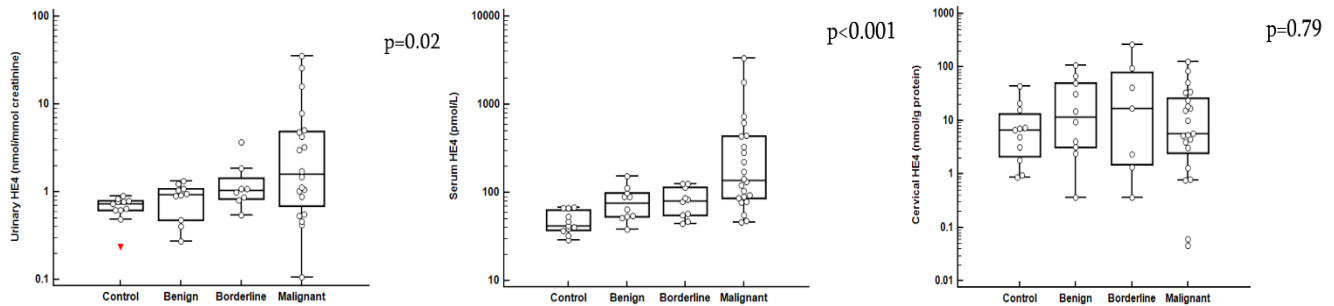 p=0.02
Urinary HE4 (nmol/mmol creatinine)
100
10
1
0.1
Control Benign Borderline Malignant
p<0.001
Serum HE4 (pmol/L)
10000
1000
100
10
Control Benign Borderline Malignant
p=0.79
Cervical HE4 (nmol/g protein)
1000
100
10
1
0.1
0.01
Control Benign Borderline Malignant